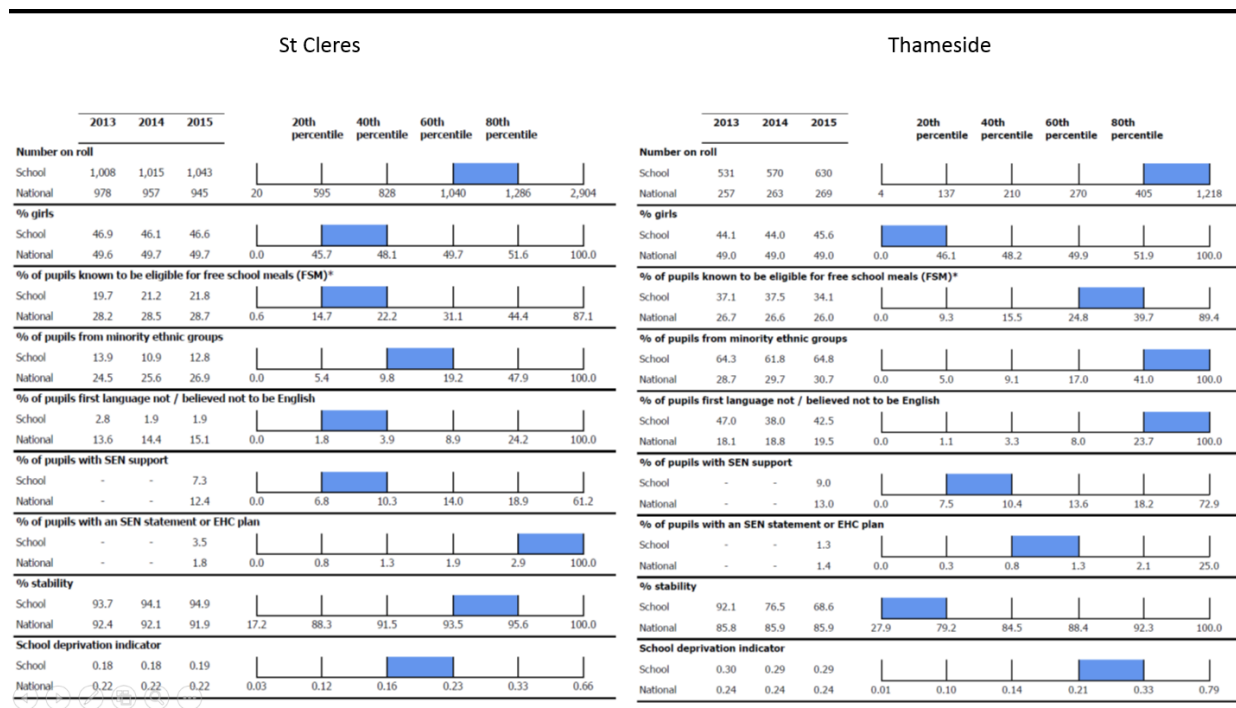 St Cleres
2013 2014 2015 20th percentile 40th percentile 60th percentile 80th percentile
Number on roll
School 1,008 1,015 1,043
National 978 957 945 20 595 828 1,040 1,286 2,904
% girls
School 46.9 46.1 46.6
National 49.6 49.7 49.7 0.0 45.7 48.1 49.7 51.6 100.0
% of pupils known to be eligible for free school meals (FSM)*
School 19.7 21.2 21.8
National 28.2 28.5 28.7 0.6 14.7 22.2 31.1 44.4 87.1
% of pupils from minority ethnic groups
School 13.9 10.9 12.8
National 24.5 25.6 26.9 0.0 5.4 9.8 19.2 47.9 100.0
% of pupils first language not / believed not to be English
School 2.8 1.9 1.9
National 13.6 14.4 15.1 0.0 1.8 3.9 8.9 24.2 100.0
% of pupils with SEN support
School - - 7.3
National - - 12.4 0.0 6.8 10.3 14.0 18.9 61.2
% of pupils with an SEN statement or EHC plan
School - - 3.5
National - - 1.8 0.0 0.8 1.3 1.9 2.9 100.0
% stability
School 93.7 94.1 94.9
National 92.4 92.1 91.9 17.2 88.3 91.5 93.5 95.6 100.0
School deprivation indicator
School 0.18 0.18 0.19
National 0.22 0.22 0.22 0.03 0.12 0.16 0.23 0.33 0.66
Thameside
2013 2014 2015 20th percentile 40th percentile 60th percentile 80th percentile
Number on roll
School 531 570 630
National 257 263 269 4 137 210 270 405 1,218
% girls
School 44.1 44.0 45.6
National 49.0 49.0 49.0 0.0 46.1 48.2 49.9 51.9 100.0
% of pupils known to be eligible for free school meals (FSM)*
School 37.1 37.5 34.1
National 26.7 26.6 26.0 0.0 9.3 15.5 24.8 39.7 89.4
% of pupils from minority ethnic groups
School 64.3 61.8 64.8
National 28.7 29.7 30.7 0.0 5.0 9.1 17.0 41.0 100.0
% of pupils first language not / believed not to be English
School 47.0 38.0 42.5
National 18.1 18.8 19.5 0.0 1.1 3.3 8.0 23.7 100.0
% of pupils with SEN support
School - - 9.0
National - - 13.0 0.0 7.5 10.4 13.6 18.2 72.9
% of pupils with an SEN statement or EHC plan
School - - 1.3
National - - 1.4 0.0 0.3 0.8 1.3 2.1 25.0
% stability
School 92.1 76.5 68.6
National 85.8 85.9 85.9 27.9 79.2 84.5 88.4 92.3 100.0
School deprivation indicator
School 0.30 0.29 0.29
National 0.24 0.24 0.24 0.01 0.10 0.14 0.21 0.33 0.79